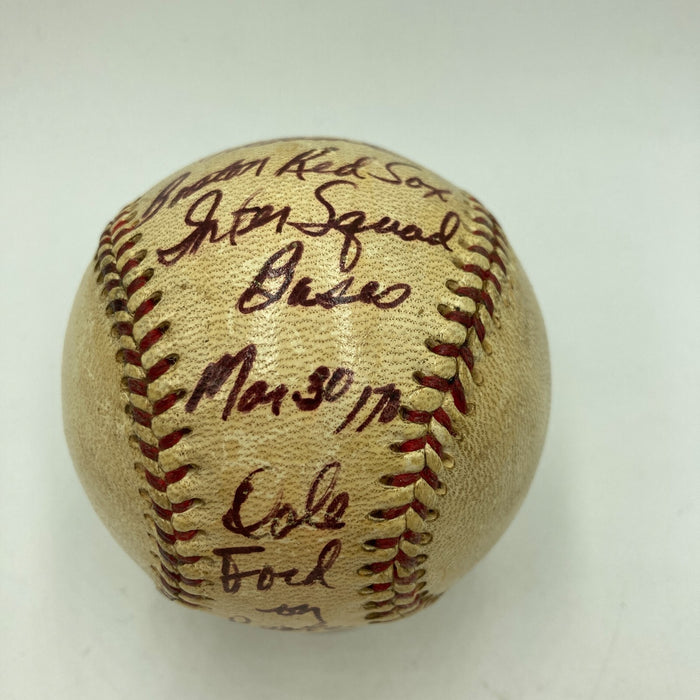 Boston Red Sox
Inter Squad
Bases
Mar 30/70
Dale
Ford